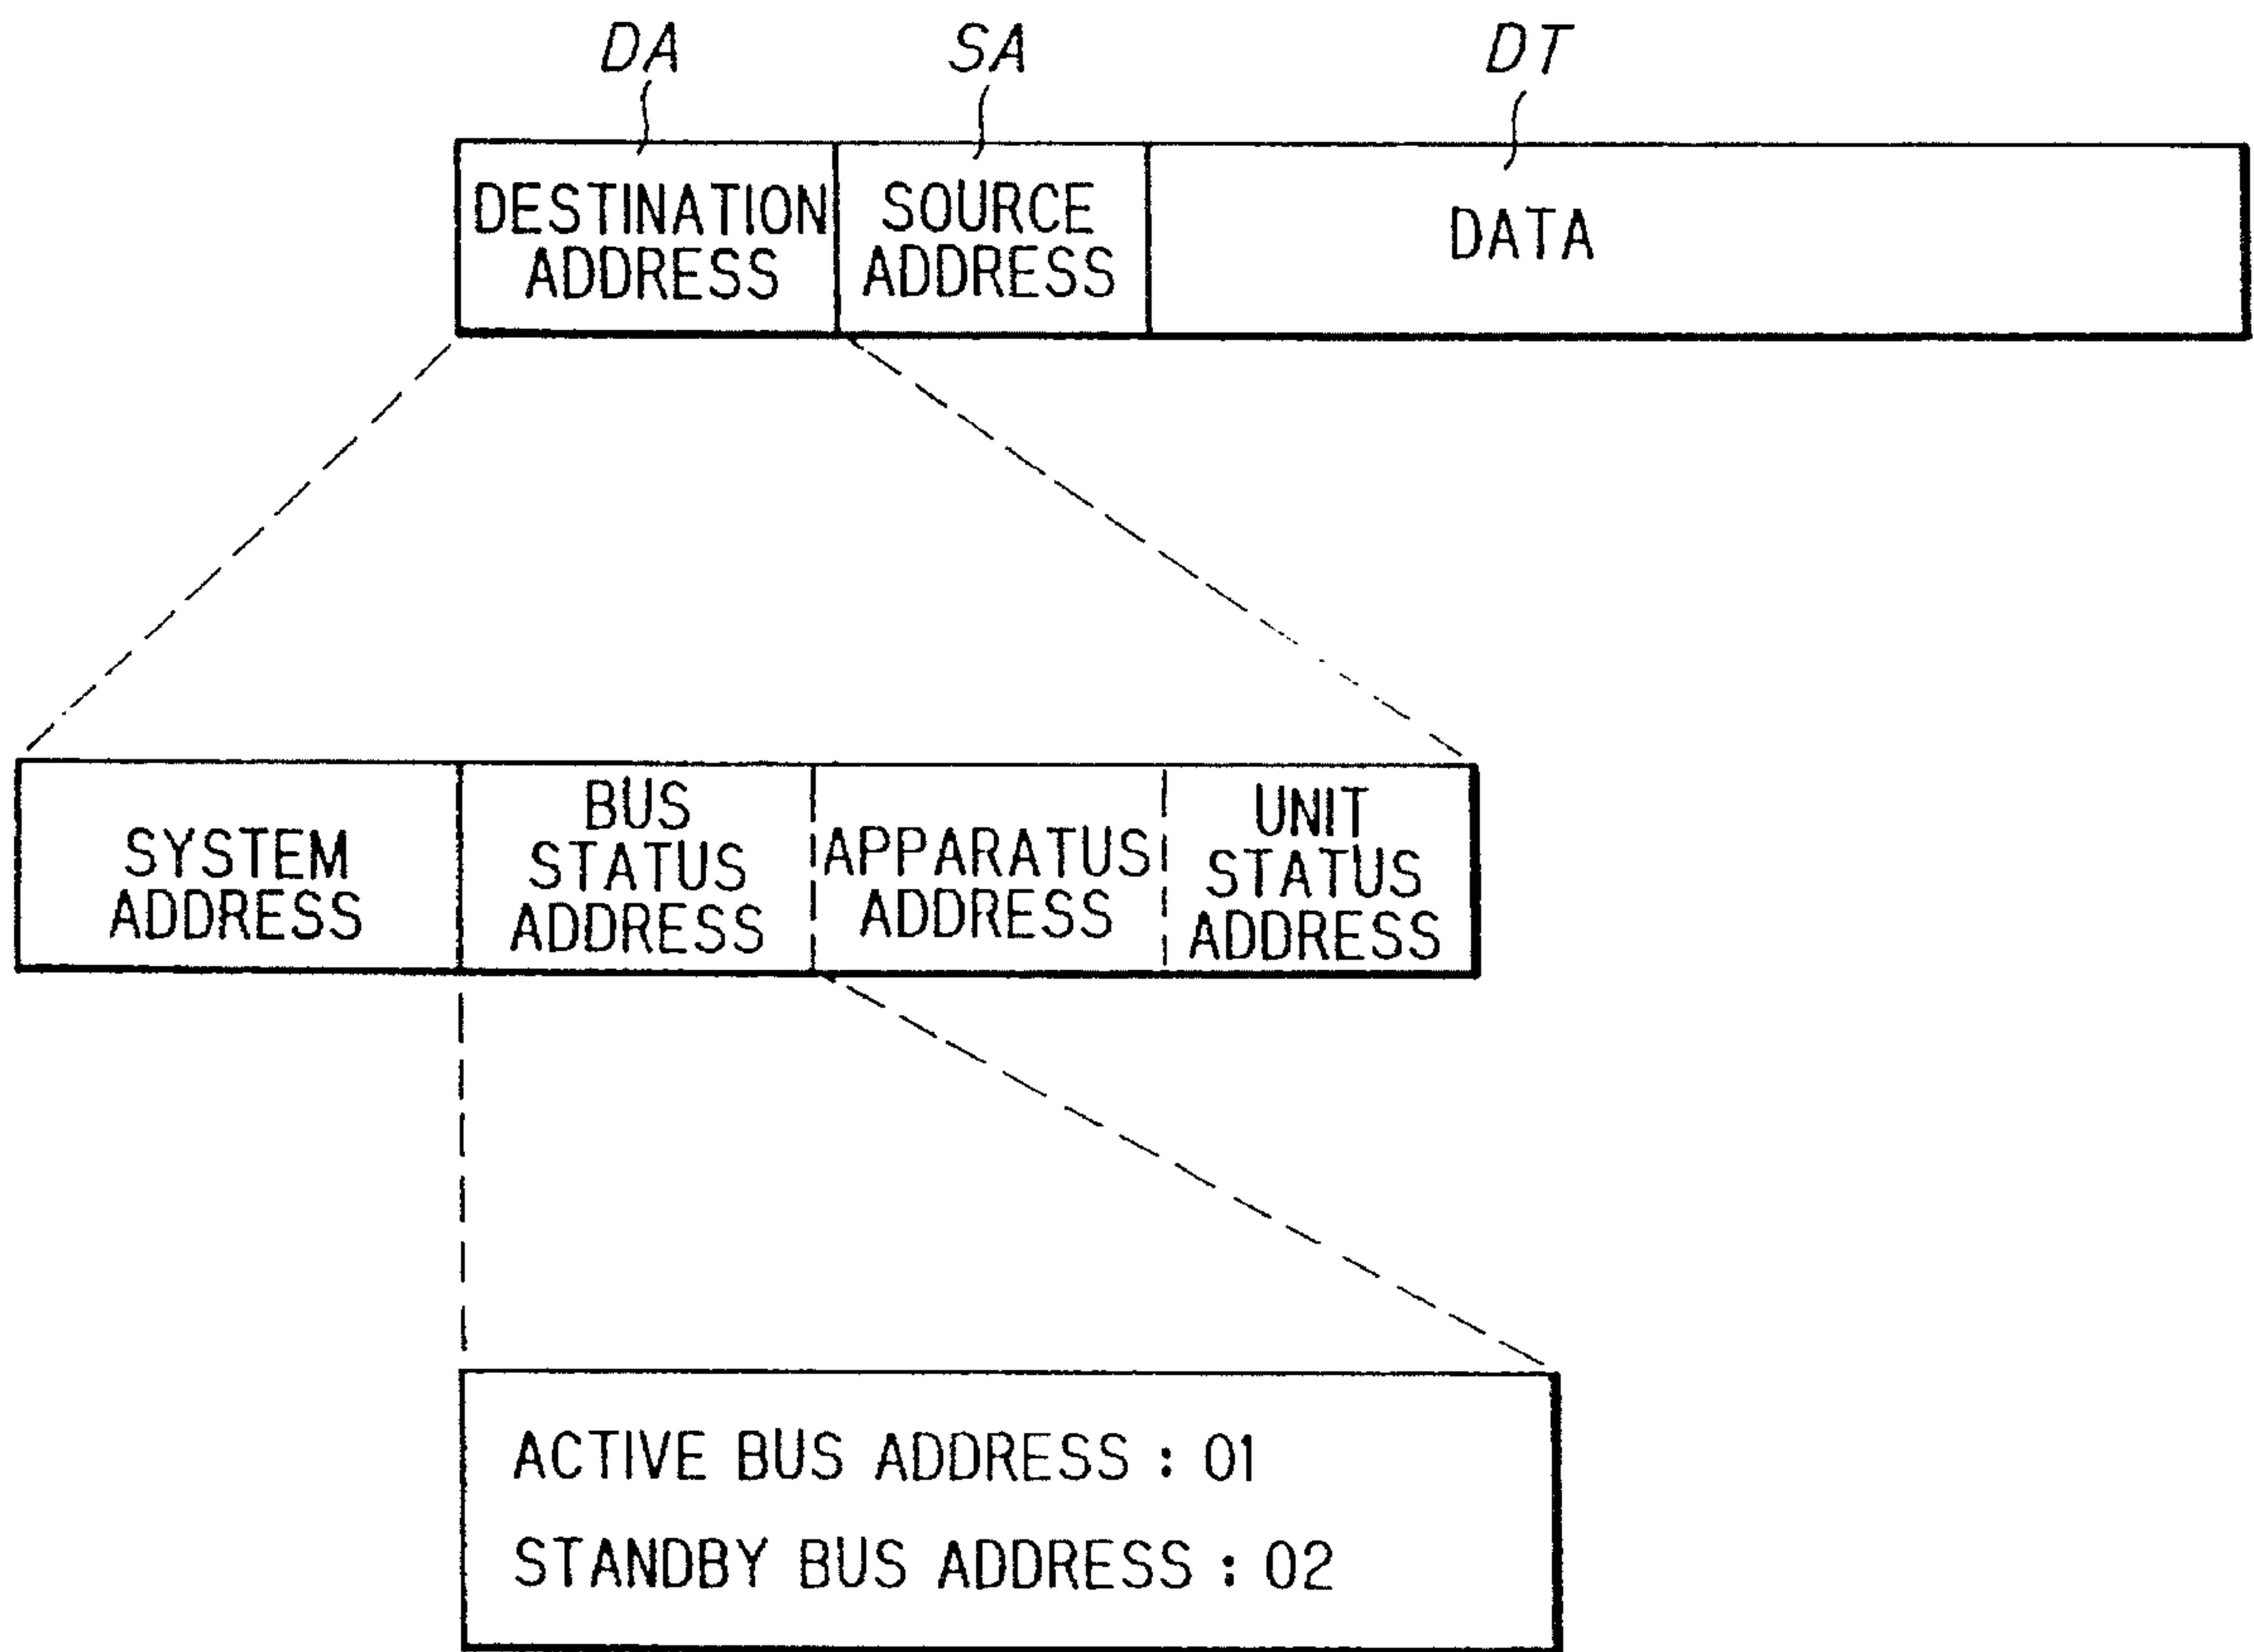 DA
SA
DT
DESTINATION
ADDRESS
SOURCE
ADDRESS
DATA
SYSTEM
ADDRESS
BUS
STATUS
ADDRESS
APPARATUS
ADDRESS
UNIT
STATUS
ADDRESS
ACTIVE BUS ADDRESS : 01
STANDBY BUS ADDRESS : 02